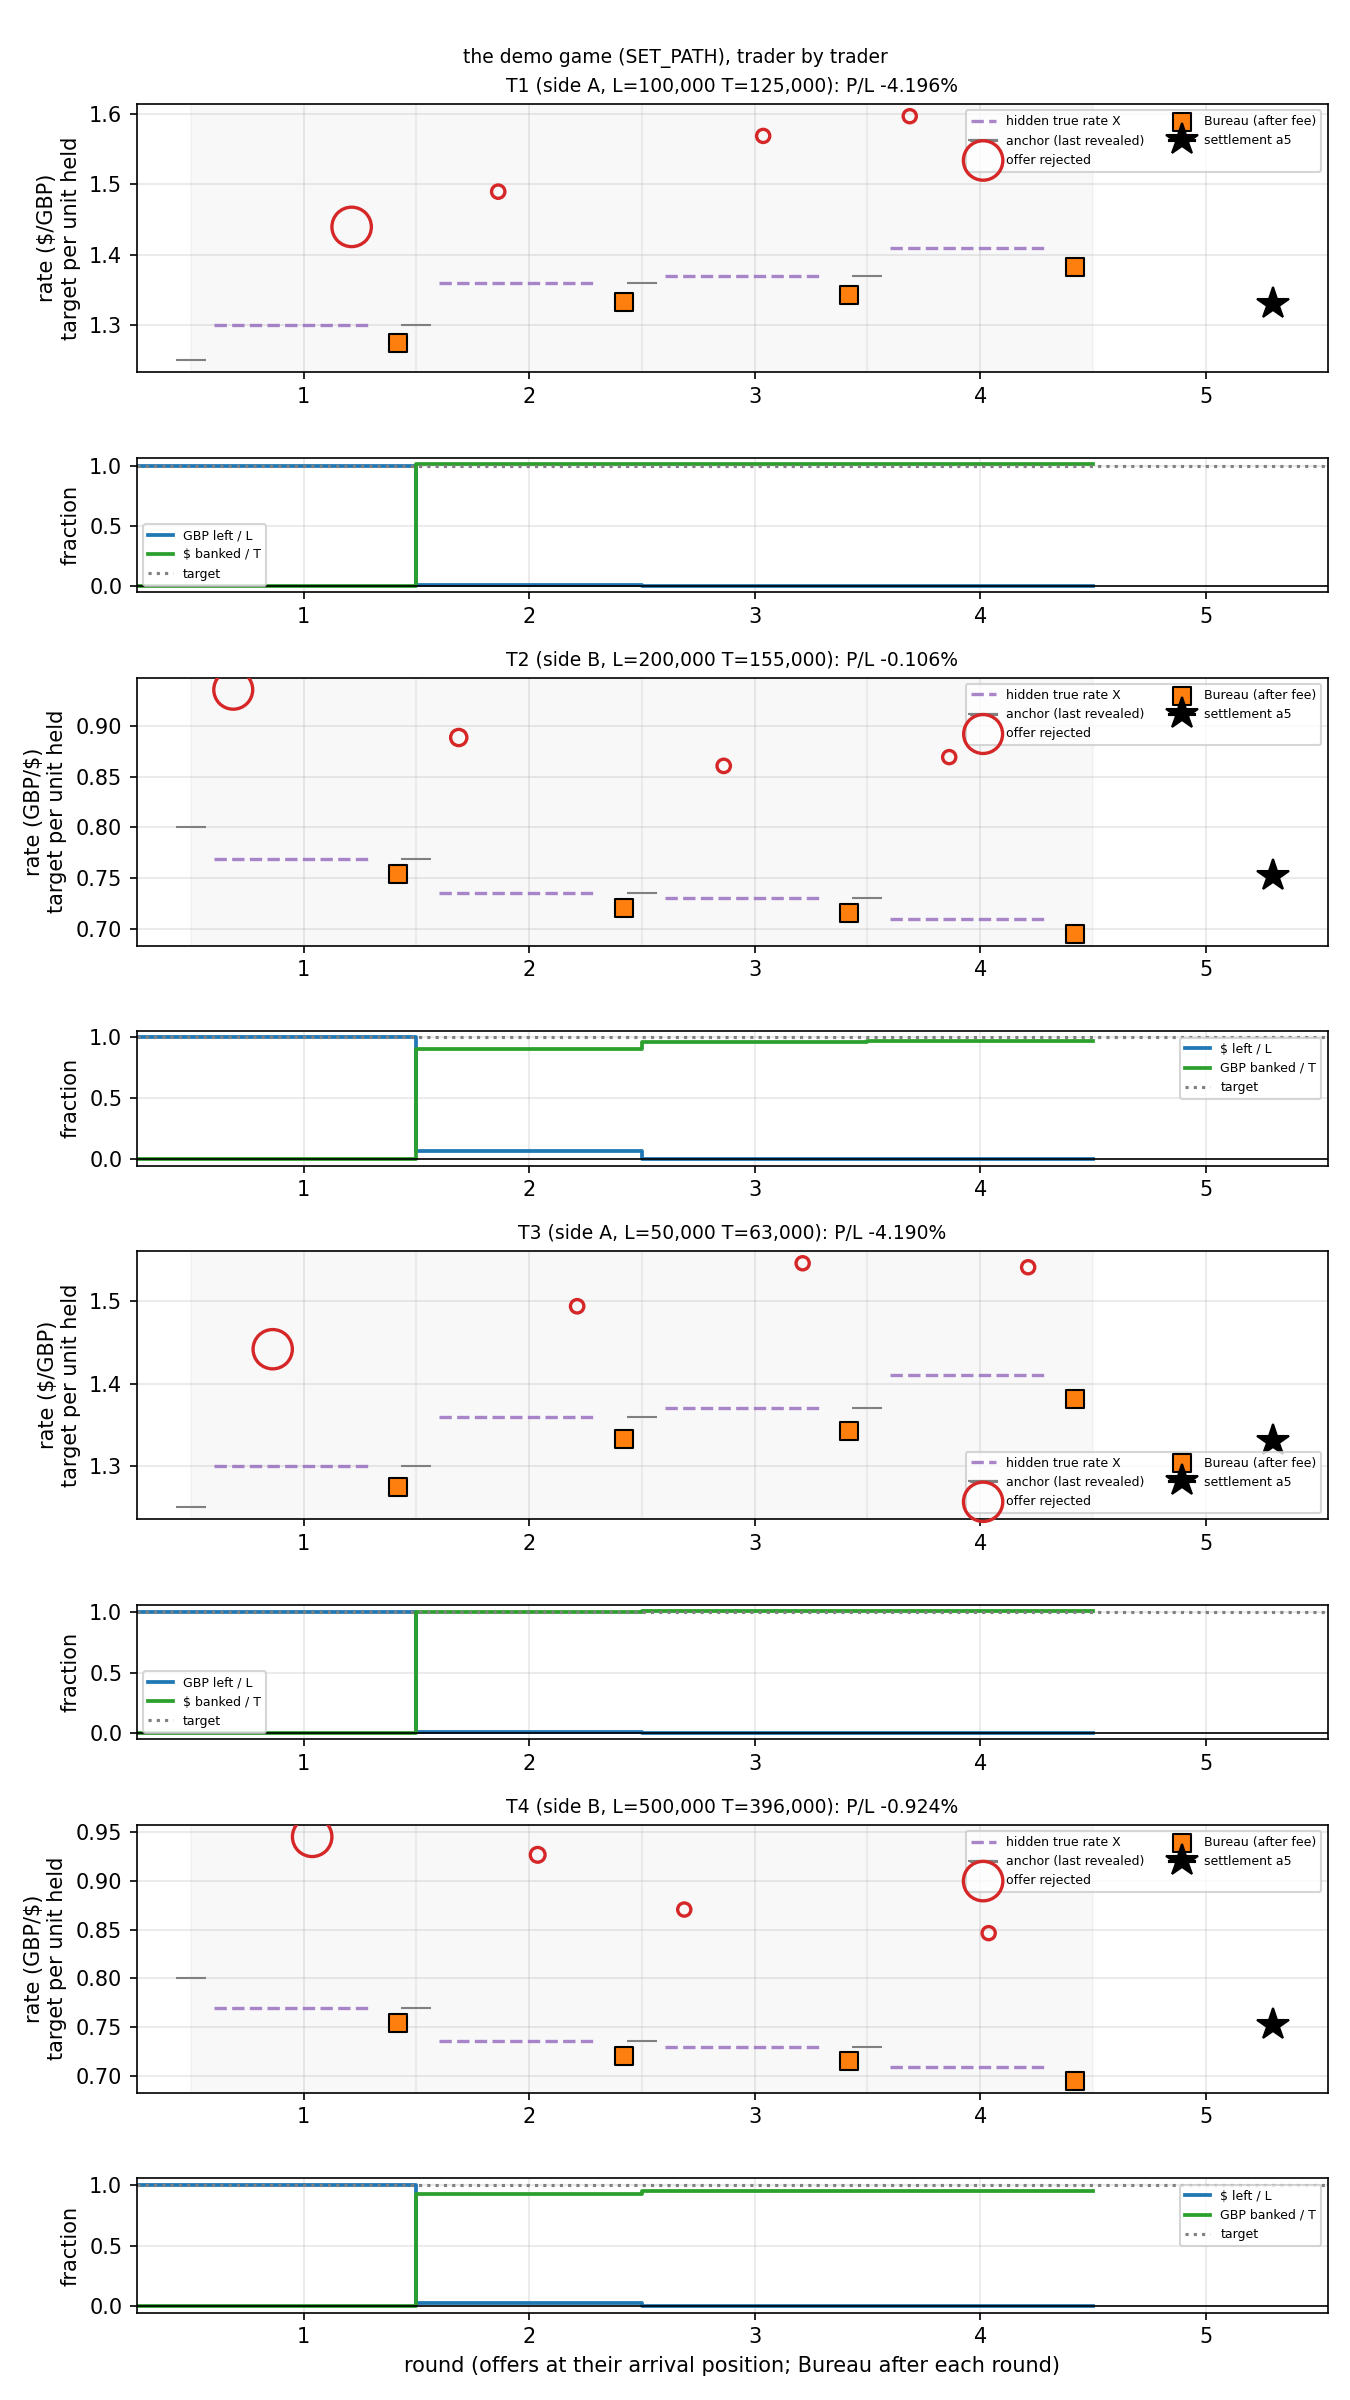 the demo game (SET_PATH), trader by trader
T1 (side A, L=100,000 T=125,000): P/L -4.196%
rate ($/GBP)
target per unit held
1.6
1.5
1.4
1.3
hidden true rate X
anchor (last revealed)
offer rejected
Bureau (after fee)
settlement a5
1 2 3 4 5
fraction
1.0
0.5
0.0
GBP left / L
$ banked / T
target
1 2 3 4 5
T2 (side B, L=200,000 T=155,000): P/L -0.106%
rate (GBP/$)
target per unit held
0.90
0.85
0.80
0.75
0.70
hidden true rate X
anchor (last revealed)
offer rejected
Bureau (after fee)
settlement a5
1 2 3 4 5
fraction
1.0
0.5
0.0
$ left / L
GBP banked / T
target
1 2 3 4 5
T3 (side A, L=50,000 T=63,000): P/L -4.190%
rate ($/GBP)
target per unit held
1.5
1.4
1.3
hidden true rate X
anchor (last revealed)
offer rejected
Bureau (after fee)
settlement a5
1 2 3 4 5
fraction
1.0
0.5
0.0
GBP left / L
$ banked / T
target
1 2 3 4 5
T4 (side B, L=500,000 T=396,000): P/L -0.924%
rate (GBP/$)
target per unit held
0.95
0.90
0.85
0.80
0.75
0.70
hidden true rate X
anchor (last revealed)
offer rejected
Bureau (after fee)
settlement a5
1 2 3 4 5
fraction
1.0
0.5
0.0
$ left / L
GBP banked / T
target
1 2 3 4 5
round (offers at their arrival position; Bureau after each round)